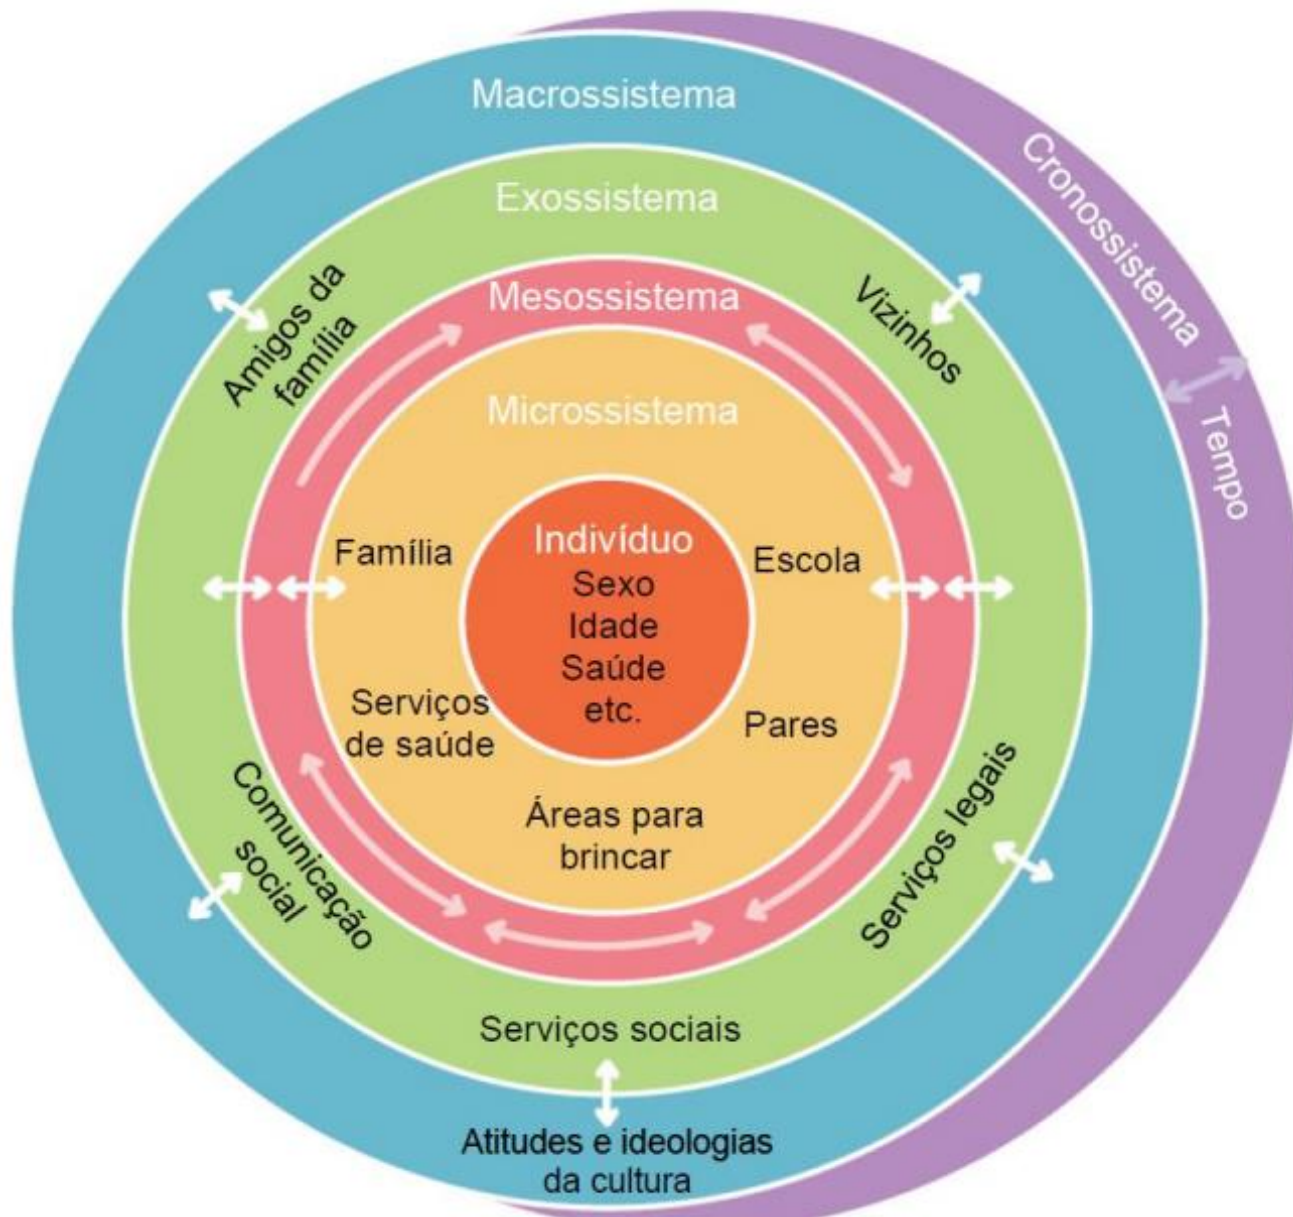 Macrossistema
Cronossistema
Tempo
Exossistema
Amigos da
família
Vizinhos
Mesossistema
Microssistema
Família
Escola
Indivíduo
Sexo
Idade
Saúde
etc.
Serviços
de saúde
Pares
Áreas para
brincar
Comunicação
social
Serviços legais
Serviços sociais
Atitudes e ideologias
da cultura